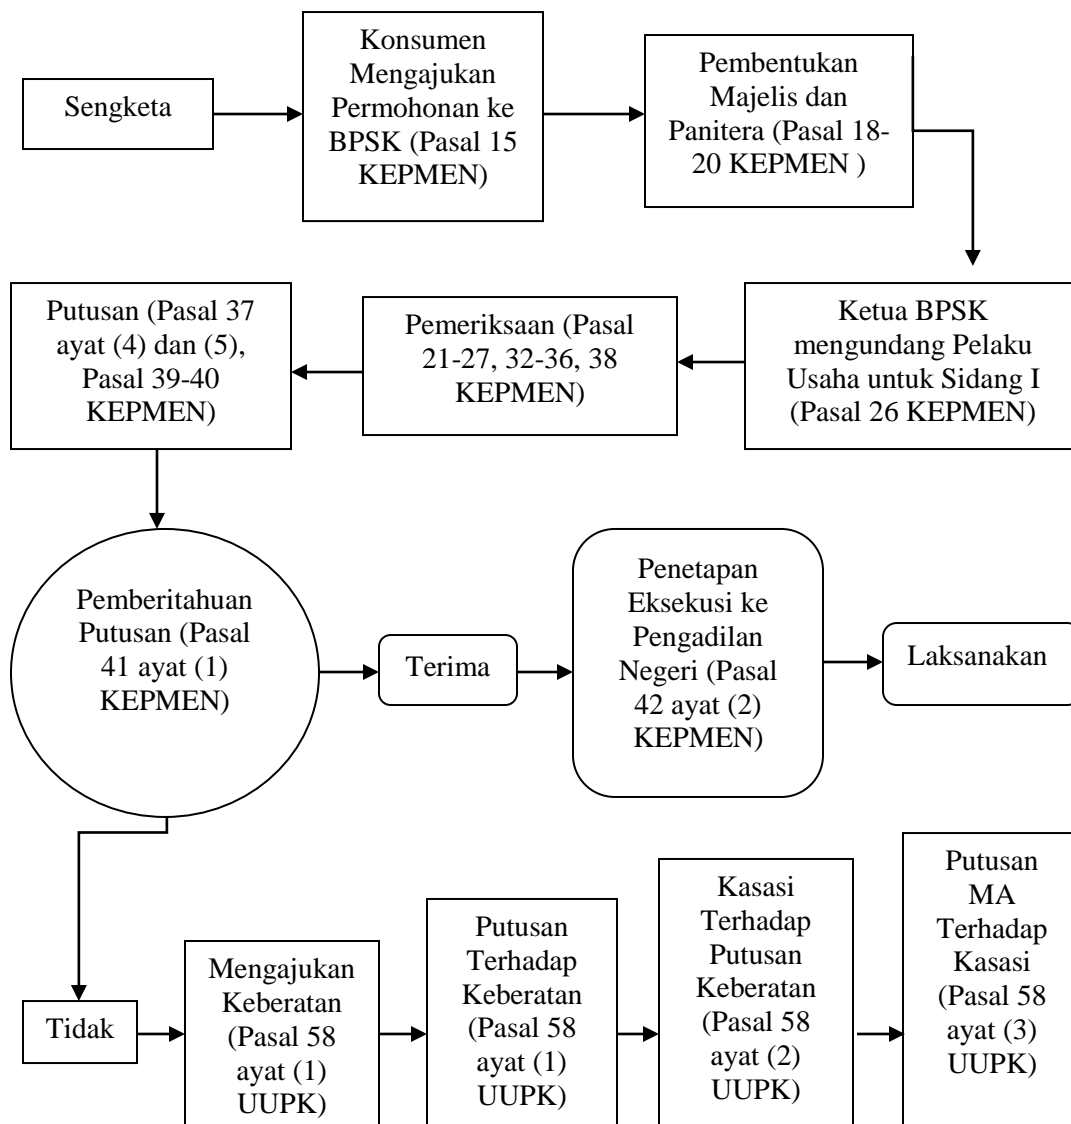 Sengketa
Konsumen
Mengajukan
Permohonan ke
BPSK (Pasal 15
KEPMEN)
Pembentukan
Majelis dan
Panitera (Pasal 18-
20 KEPMEN )
Ketua BPSK
mengundang Pelaku
Usaha untuk Sidang I
(Pasal 26 KEPMEN)
Pemeriksaan (Pasal
21-27, 32-36, 38
KEPMEN)
Putusan (Pasal 37
ayat (4) dan (5),
Pasal 39-40
KEPMEN)
Pemberitahuan
Putusan (Pasal
41 ayat (1)
KEPMEN)
Terima
Penetapan
Eksekusi ke
Pengadilan
Negeri (Pasal
42 ayat (2)
KEPMEN)
Laksanakan
Tidak
Mengajukan
Keberatan
(Pasal 58
ayat (1)
UUPK)
Putusan
Terhadap
Keberatan
(Pasal 58
ayat (1)
UUPK)
Kasasi
Terhadap
Putusan
Keberatan
(Pasal 58
ayat (2)
UUPK)
Putusan
MA
Terhadap
Kasasi
(Pasal 58
ayat (3)
UUPK)